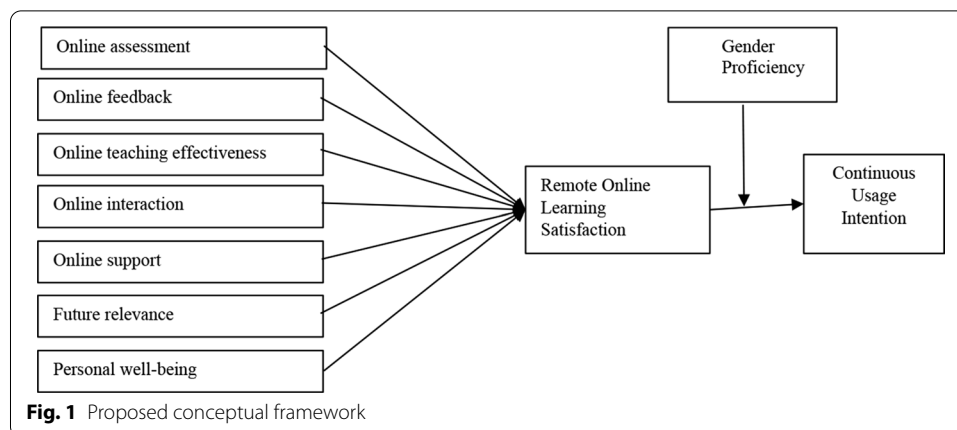 Online assessment
Online feedback
Online teaching effectiveness
Online interaction
Online support
Future relevance
Personal well-being
Remote Online
Learning
Satisfaction
Gender
Proficiency
Continuous
Usage
Intention
Fig. 1 Proposed conceptual framework